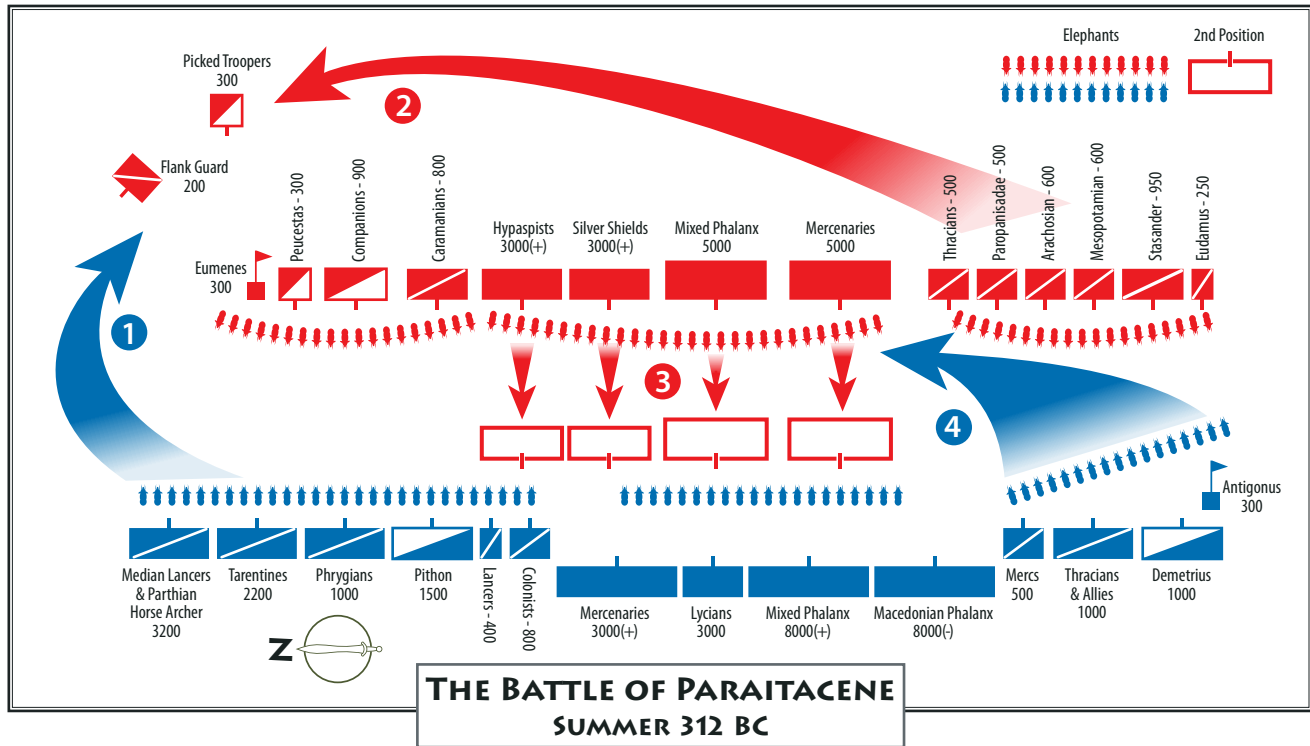 Picked Troopers
300
2
Elephants
2nd Position
Flank Guard
200
Eumenes
300
Peucestas - 300
Companions - 900
Caramanians - 800
Hypaspists
3000(+)
Silver Shields
3000(+)
Mixed Phalanx
5000
Mercenaries
5000
Thracians - 500
Paropanisadae - 500
Arachosian - 600
Mesopotamian - 600
Stasander - 950
Eudamus - 250
1
3
4
Antigonus
300
Median Lancers
& Parthian
Horse Archer
3200
Tarentines
2200
Phrygians
1000
Pithon
1500
Lancers - 400
Colonists - 800
Mercenaries
3000(+)
Lycians
3000
Mixed Phalanx
8000(+)
Macedonian Phalanx
8000(-)
Mercs
500
Thracians
& Allies
1000
Demetrius
1000
N
The Battle of Paraitacene
Summer 312 BC